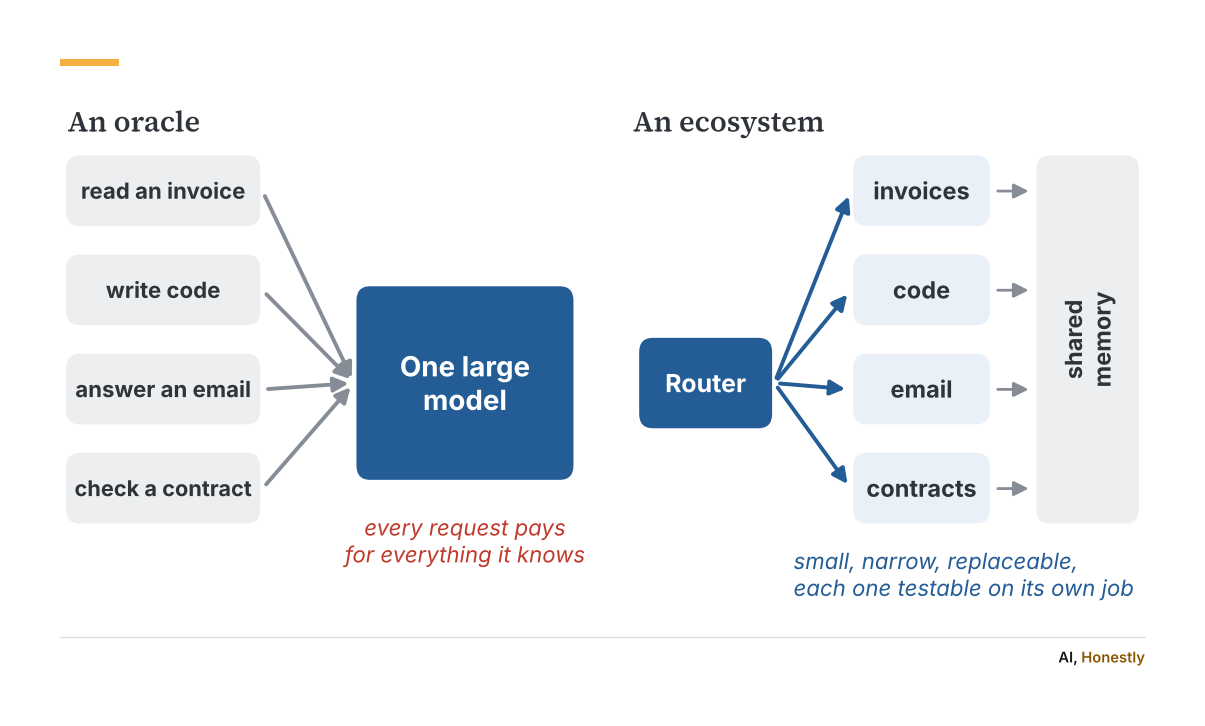 An oracle
read an invoice
write code
answer an email
check a contract
One large
model
every request pays
for everything it knows
An ecosystem
Router
invoices
code
email
contracts
shared
memory
small, narrow, replaceable,
each one testable on its own job
AI, Honestly